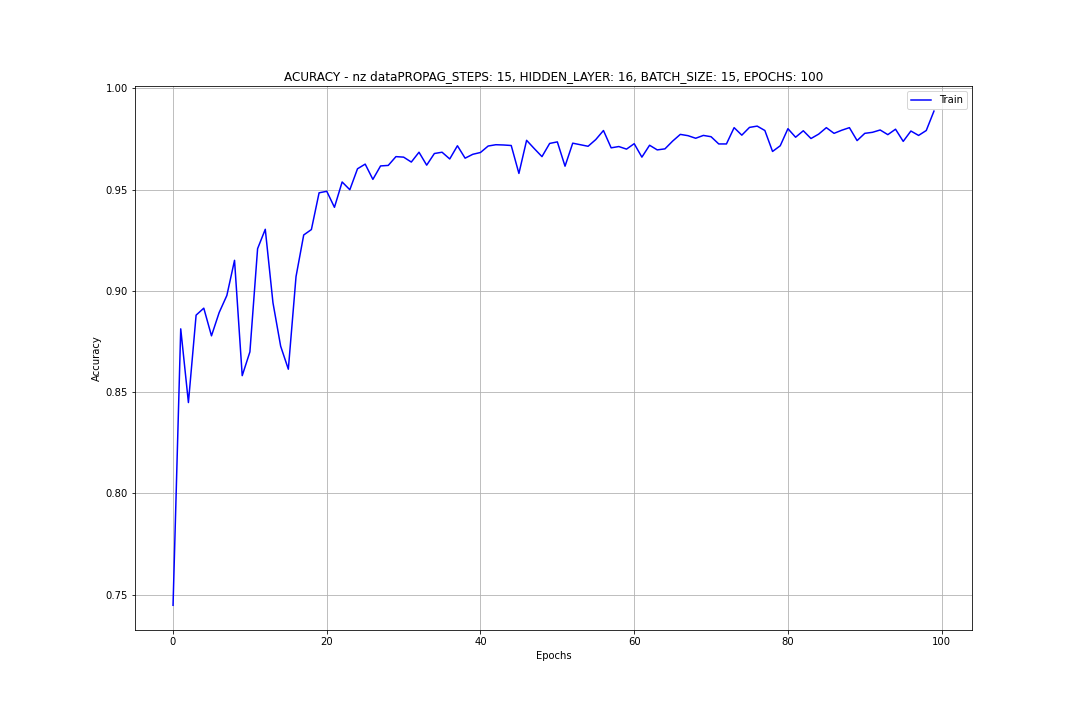 ACURACY - nz dataPROPAG_STEPS: 15, HIDDEN_LAYER: 16, BATCH_SIZE: 15, EPOCHS: 100
Train
1.00
0.95
0.90
0.85
0.80
0.75
Accuracy
0 20 40 60 80 100
Epochs